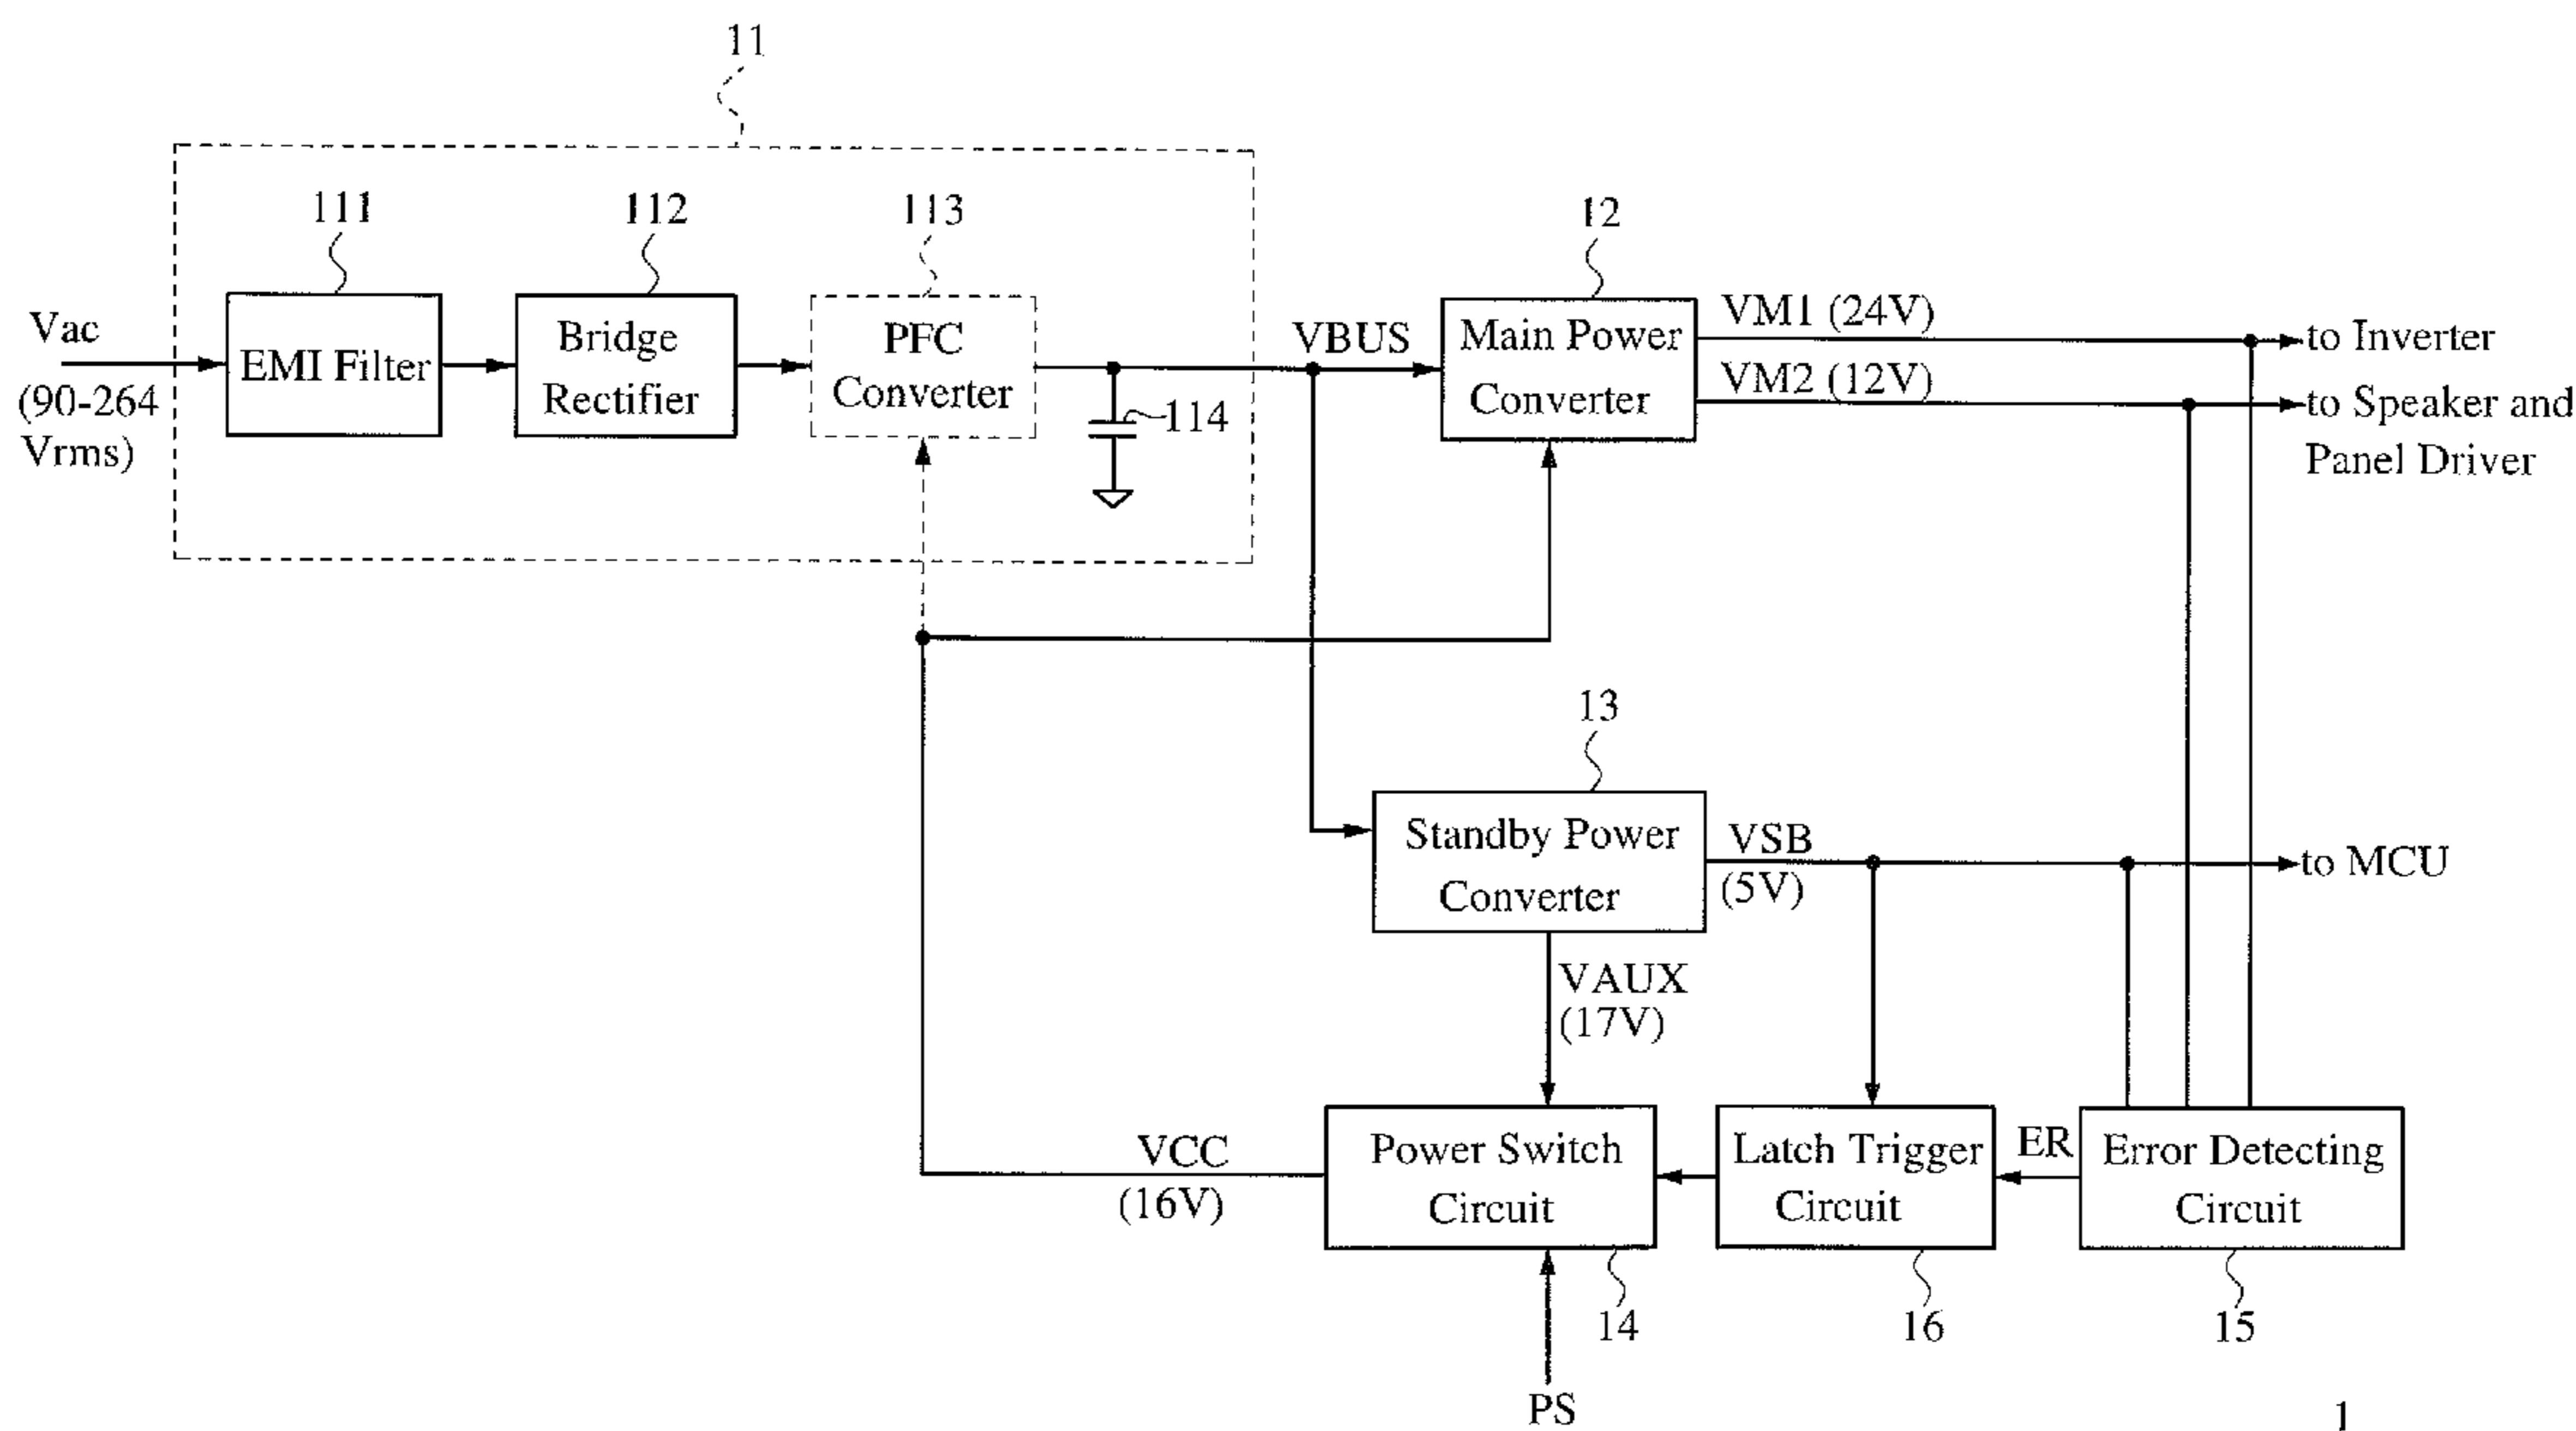 11
111
112
113
12
Vac
(90-264
Vrms)
EMI Filter
Bridge
Rectifier
PFC
Converter
114
VBUS
Main Power
Converter
VM1 (24V)
VM2 (12V)
to Inverter
to Speaker and
Panel Driver
13
Standby Power
Converter
VSB
(5V)
to MCU
VAUX
(17V)
VCC
(16V)
Power Switch
Circuit
Latch Trigger
Circuit
ER
Error Detecting
Circuit
14
16
15
PS
1